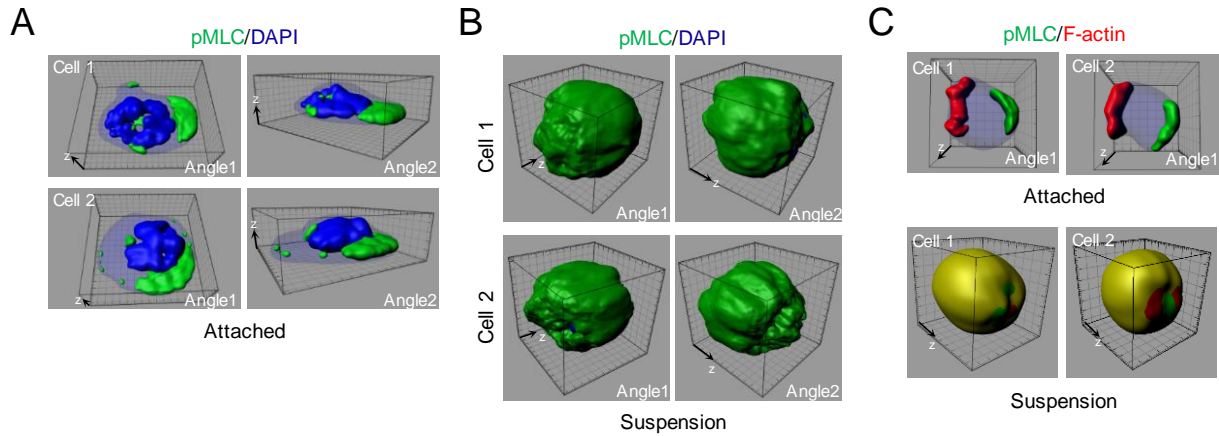 A
pMLC/DAPI
Cell 1
z
z
Angle1
Angle2
Cell 2
z
z
Angle1
Angle2
Attached
B
pMLC/DAPI
Cell 1
z
z
Angle1
Angle2
Cell 2
z
z
Angle1
Angle2
Suspension
C
pMLC/F-actin
Cell 1
Cell 2
z
z
Angle1
Angle1
Attached
Cell 1
Cell 2
z
z
Suspension